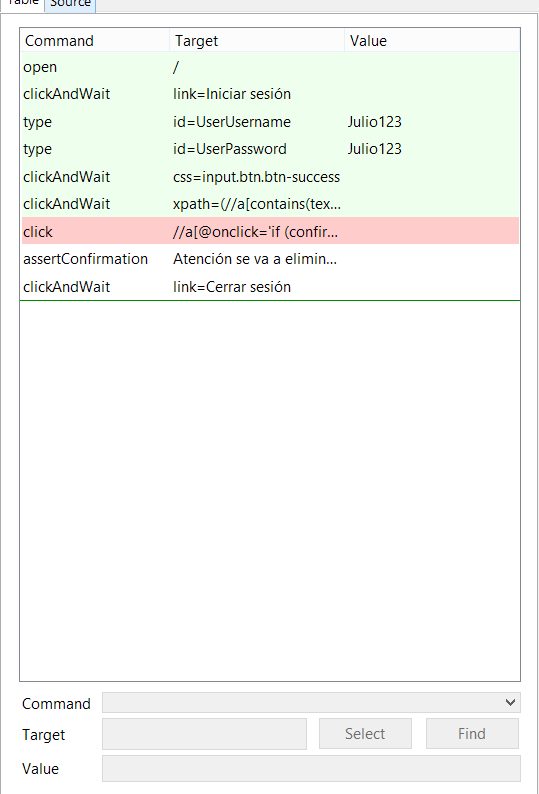 Table Source
Command Target Value
open /
clickAndWait link=Iniciar sesión
type id=UserUsername Julio123
type id=UserPassword Julio123
clickAndWait css=input.btn.btn-success
clickAndWait xpath=(//a[contains(tex...
click //a[@onclick='if (confir...
assertConfirmation Atención se va a elimin...
clickAndWait link=Cerrar sesión
Command
Target Select Find
Value